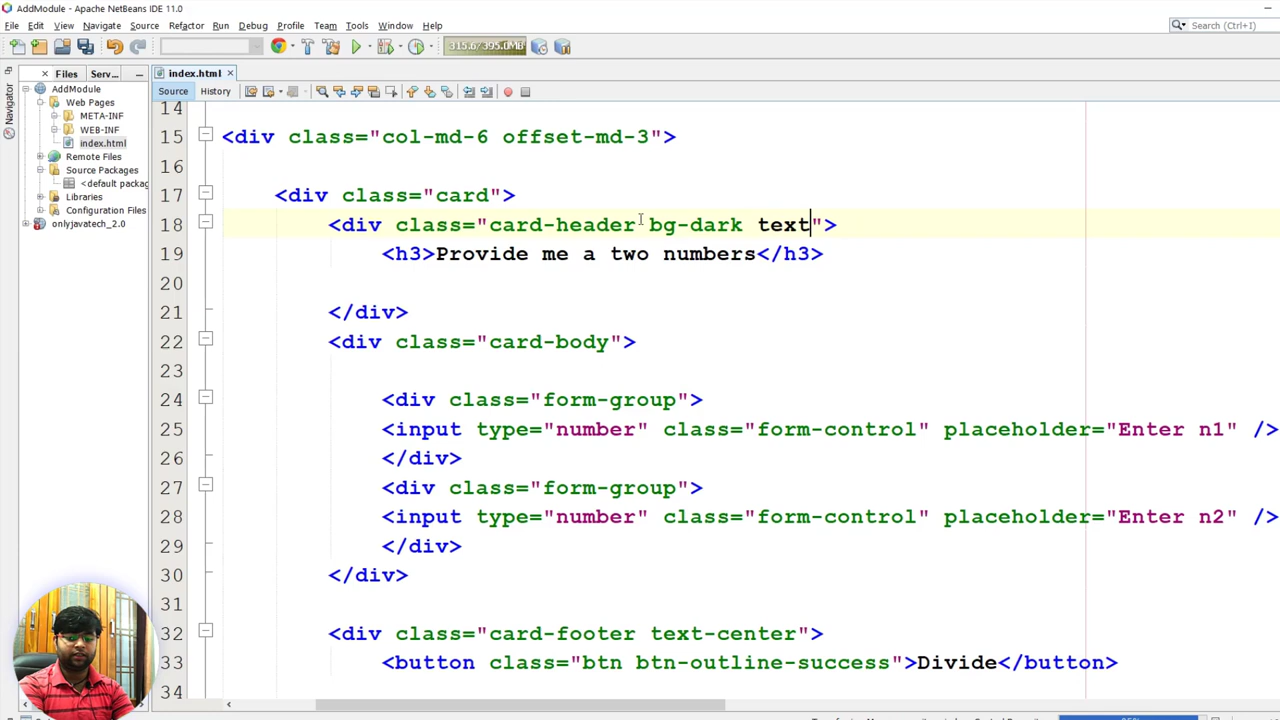 AddModule - Apache NetBeans IDE 11.0
File Edit View Navigate Source Refactor Run Debug Profile Team Tools Window Help
Search (Ctrl+I)
315.6/395.0MB
Files Serv...
index.html
Navigator
Source History
AddModule
Web Pages
META-INF
WEB-INF
index.html
Remote Files
Source Packages
<default packag
Libraries
Configuration Files
onlyjavatech_2.0
14
15 <div class="col-md-6 offset-md-3">
16
17 <div class="card">
18 <div class="card-header bg-dark text">
19 <h3>Provide me a two numbers</h3>
20
21 </div>
22 <div class="card-body">
23
24 <div class="form-group">
25 <input type="number" class="form-control" placeholder="Enter n1" />
26 </div>
27 <div class="form-group">
28 <input type="number" class="form-control" placeholder="Enter n2" />
29 </div>
30 </div>
31
32 <div class="card-footer text-center">
33 <button class="btn btn-outline-success">Divide</button>
34